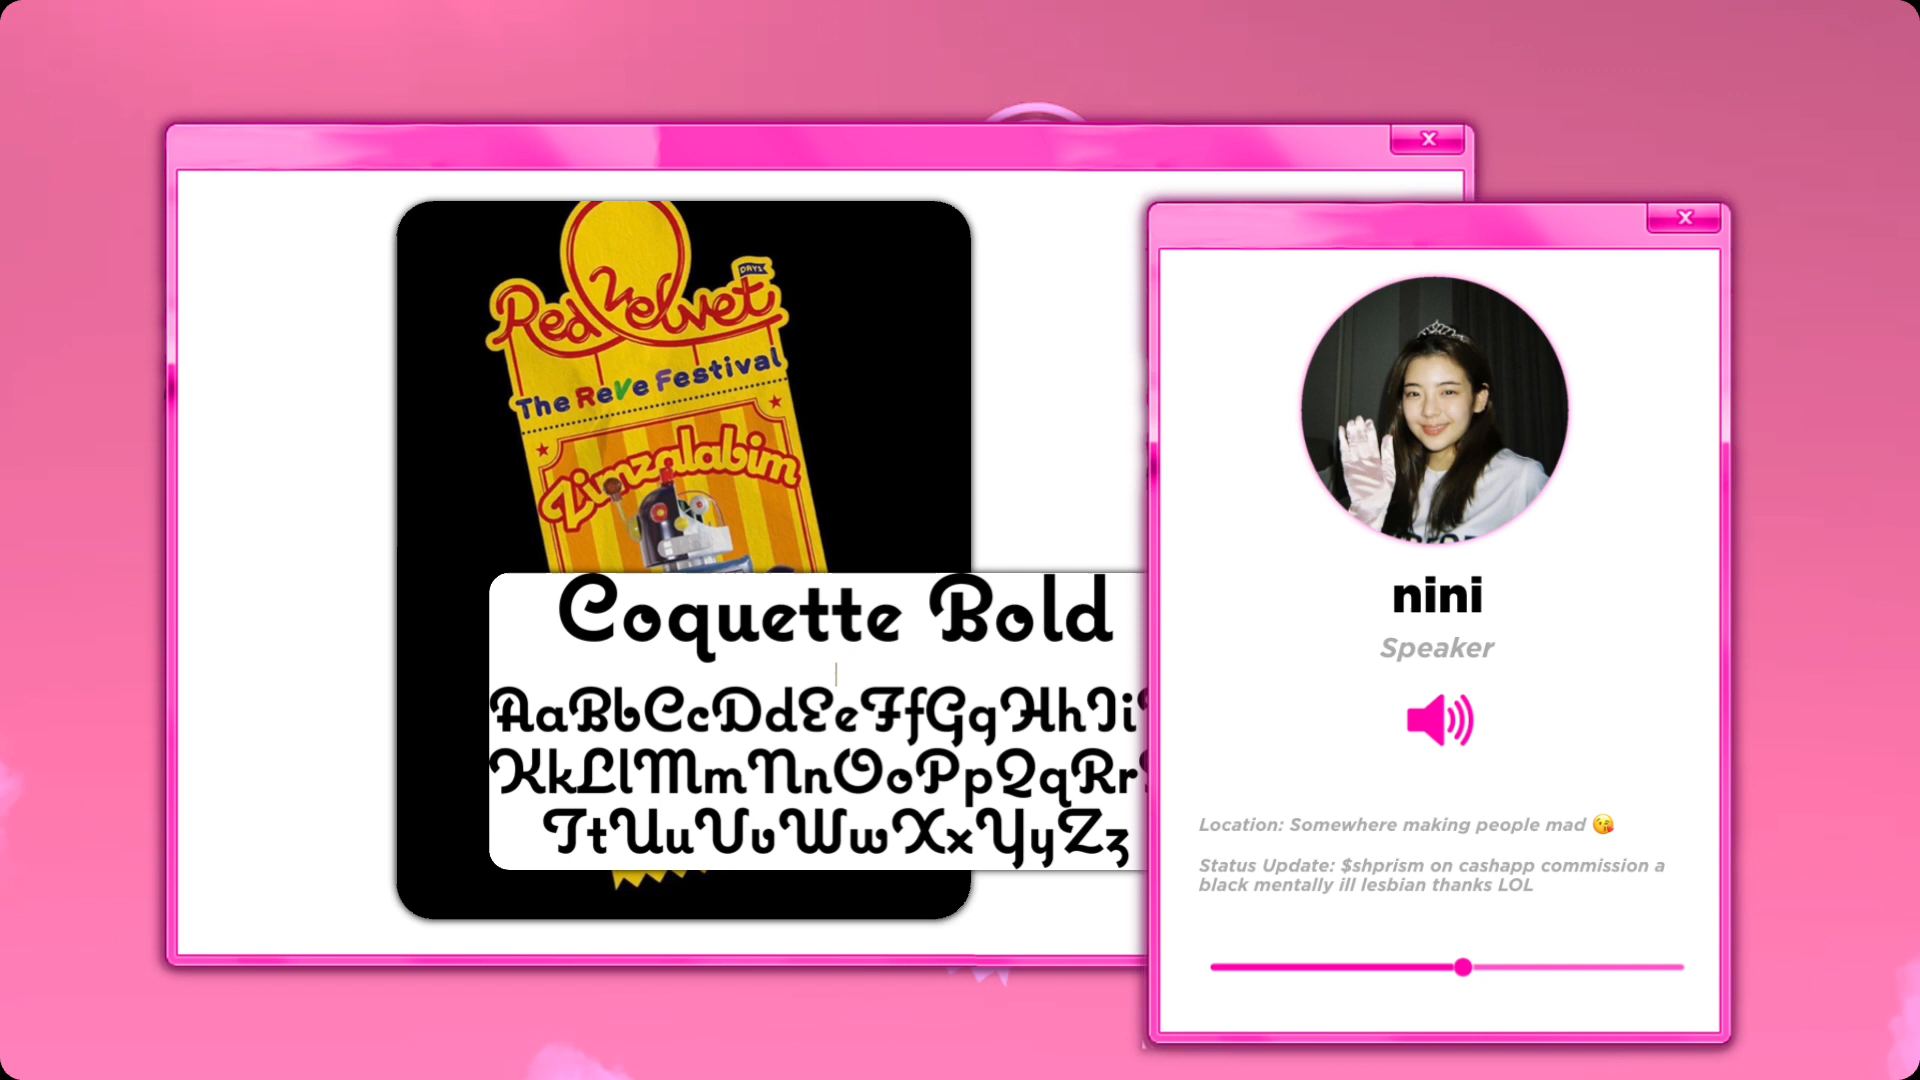 x
x
Red Velvet
DAY1
The ReVe Festival
Zimzalabim
Coquette Bold
AaBbCcDdEeFfGgHhIi
KkLlMmNnOoPpQqRr
TtUuVvWwXxYyZz
nini
Speaker
Location: Somewhere making people mad 😘
Status Update: $shprism on cashapp commission a
black mentally ill lesbian thanks LOL